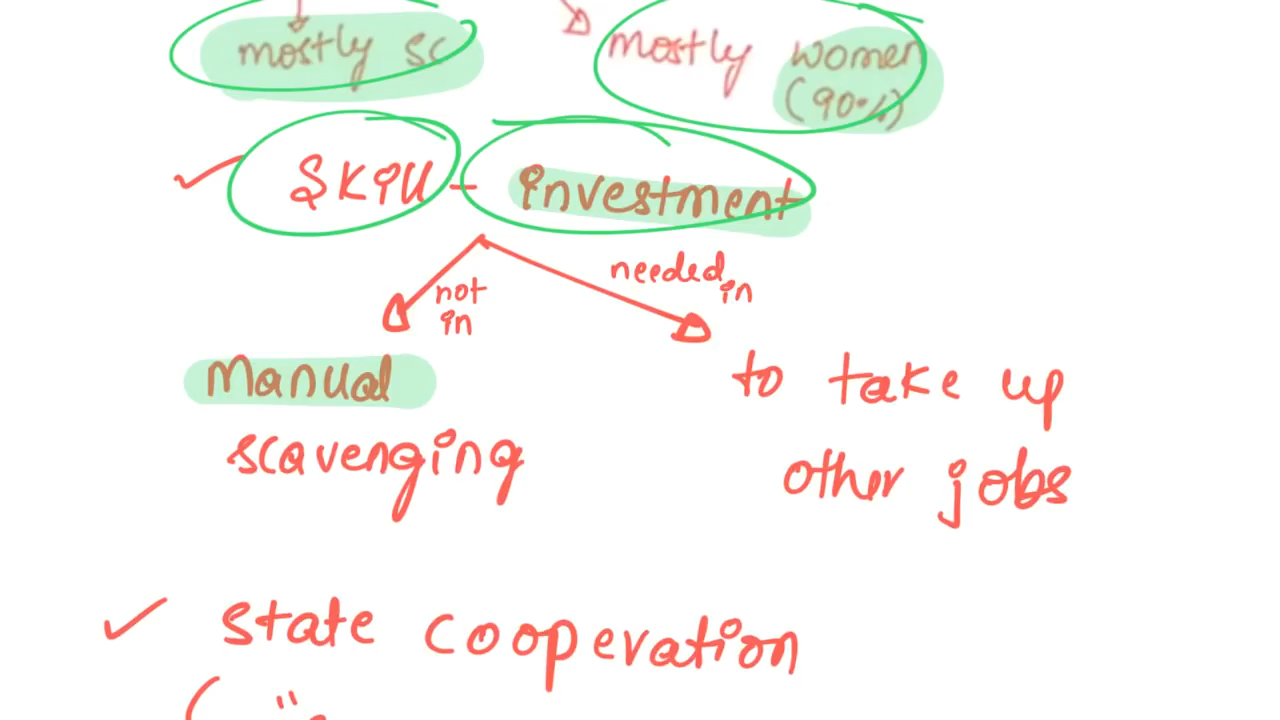 mostly SC
mostly women
(90%)
Skill - investment
not in
needed in
Manual scavenging
to take up other jobs
state cooperation